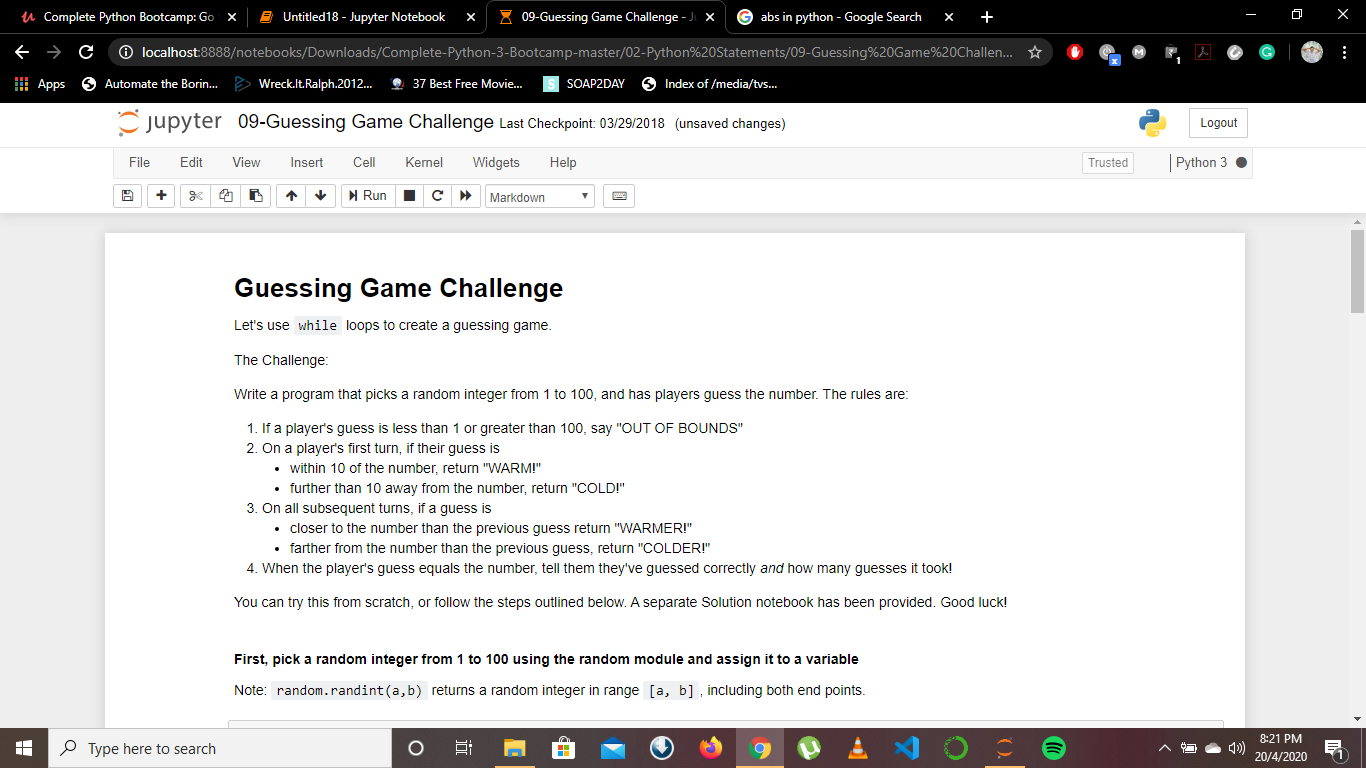 Complete Python Bootcamp: Go
Untitled18 - Jupyter Notebook
09-Guessing Game Challenge - Ju
abs in python - Google Search
localhost:8888/notebooks/Downloads/Complete-Python-3-Bootcamp-master/02-Python%20Statements/09-Guessing%20Game%20Challen...
Apps
Automate the Borin...
Wreck.It.Ralph.2012...
37 Best Free Movie...
S SOAP2DAY
Index of /media/tvs...
jupyter 09-Guessing Game Challenge Last Checkpoint: 03/29/2018 (unsaved changes)
Logout
File Edit View Insert Cell Kernel Widgets Help
Trusted
Python 3
Run
Markdown
Guessing Game Challenge
Let's use while loops to create a guessing game.
The Challenge:
Write a program that picks a random integer from 1 to 100, and has players guess the number. The rules are:
1. If a player's guess is less than 1 or greater than 100, say "OUT OF BOUNDS"
2. On a player's first turn, if their guess is
• within 10 of the number, return "WARM!"
• further than 10 away from the number, return "COLD!"
3. On all subsequent turns, if a guess is
• closer to the number than the previous guess return "WARMER!"
• farther from the number than the previous guess, return "COLDER!"
4. When the player's guess equals the number, tell them they've guessed correctly and how many guesses it took!
You can try this from scratch, or follow the steps outlined below. A separate Solution notebook has been provided. Good luck!
First, pick a random integer from 1 to 100 using the random module and assign it to a variable
Note: random.randint(a,b) returns a random integer in range [a, b], including both end points.
Type here to search
8:21 PM
20/4/2020
1